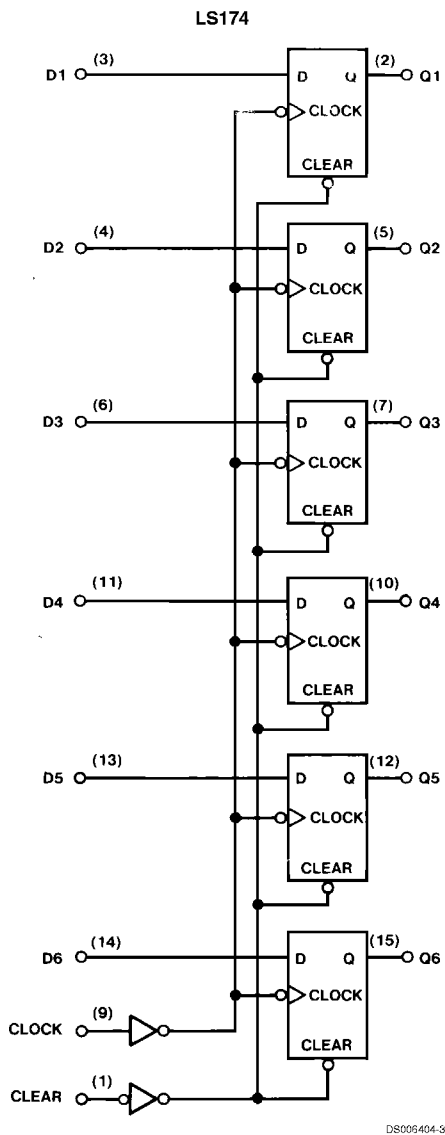 LS174
D1 (3) D Q (2) Q1
CLOCK
CLEAR
D2 (4) D Q (5) Q2
CLOCK
CLEAR
D3 (6) D Q (7) Q3
CLOCK
CLEAR
D4 (11) D Q (10) Q4
CLOCK
CLEAR
D5 (13) D Q (12) Q5
CLOCK
CLEAR
D6 (14) D Q (15) Q6
CLOCK
CLOCK (9)
CLEAR
CLEAR (1)
DS006404-3